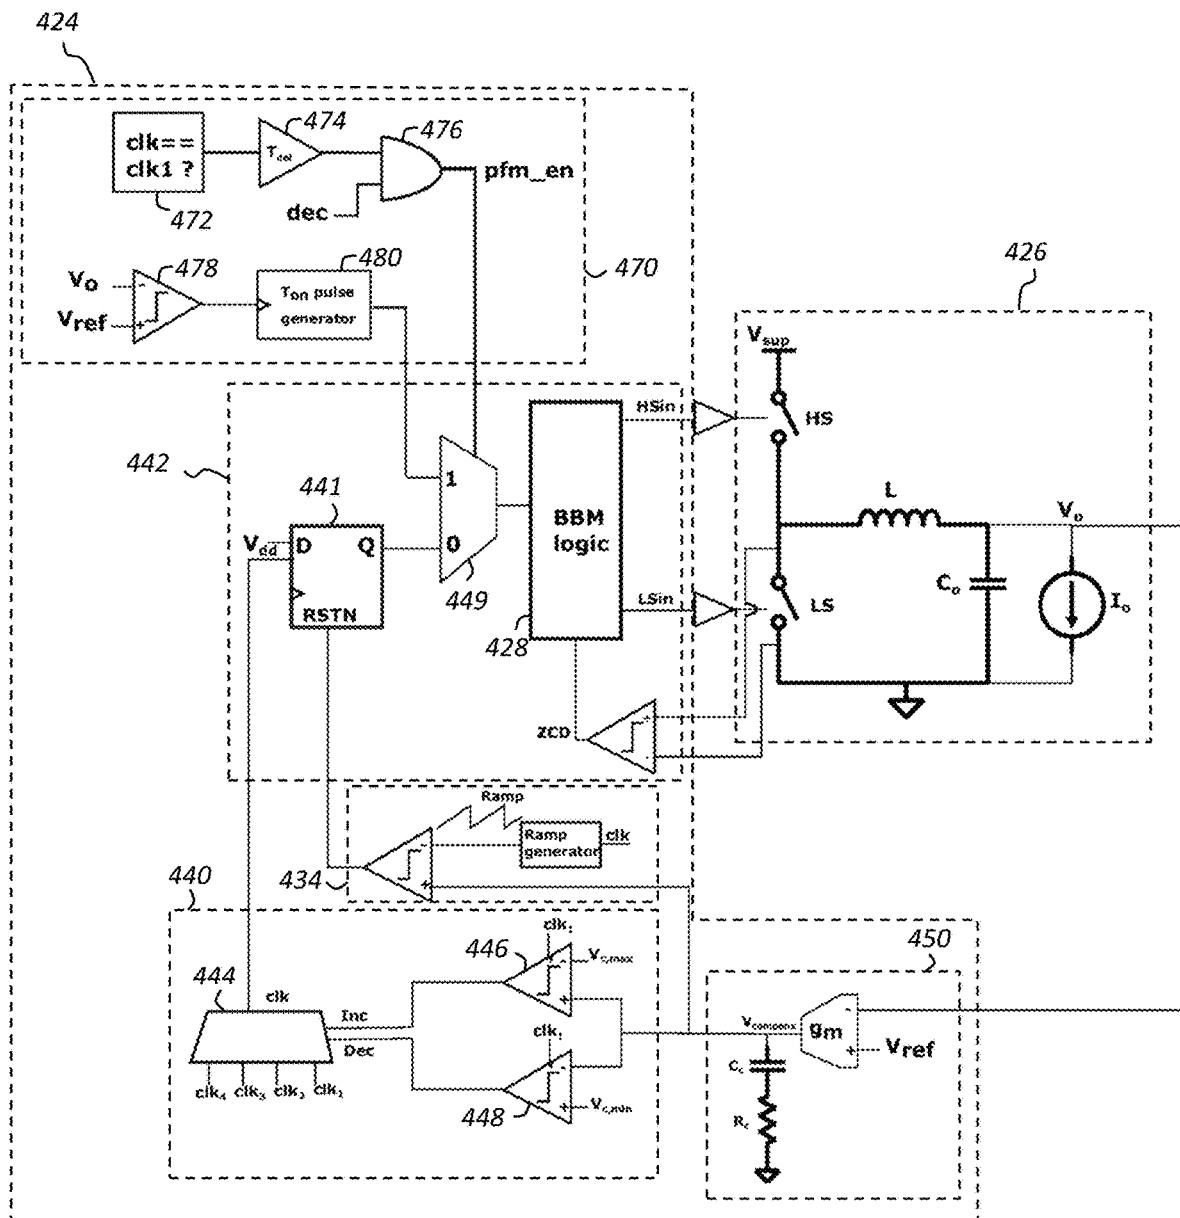 424
clk==
clk1 ?
472
T_del
474
476
pfm_en
dec
470
Vo
Vref
478
480
Ton pulse
generator
426
Vsup
HSin
HS
442
441
Vdd
D
Q
RSTN
1
0
449
BBM
logic
428
LSin
LS
L
Vo
Co
Io
ZCD
+
-
Ramp
Ramp
generator
clk
434
-
+
440
444
clk
Inc
Dec
clk4
clk3
clk2
clk1
446
clk1
-
Vc,max
+
clk1
-
+
Vc,min
448
450
Vcompenx
gm
-
+
Vref
Cc
Rc